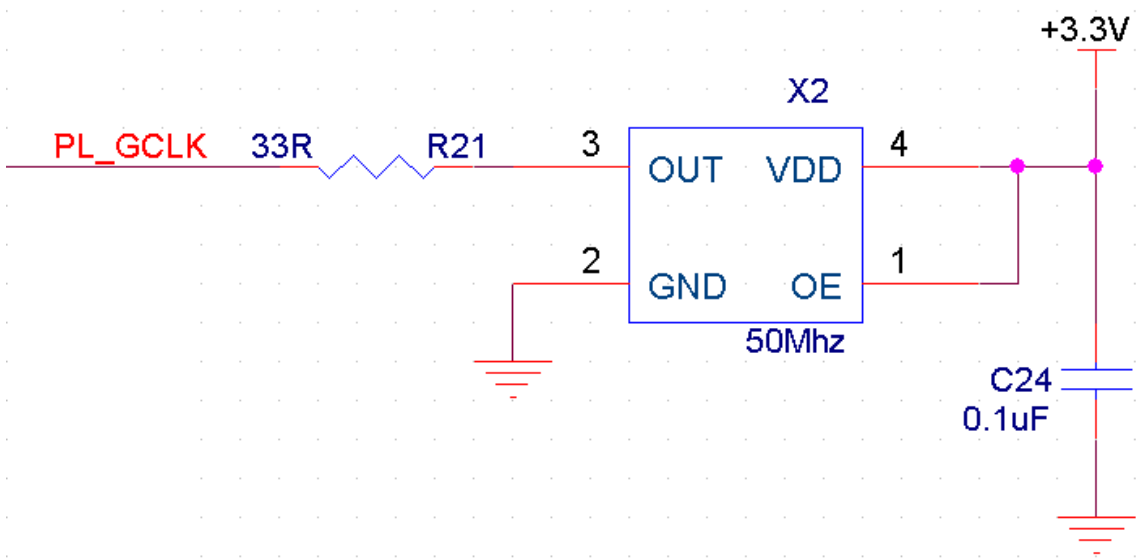 +3.3V
X2
PL_GCLK 33R R21 3 4
OUT VDD
2 1
GND OE
50Mhz
C24
0.1uF